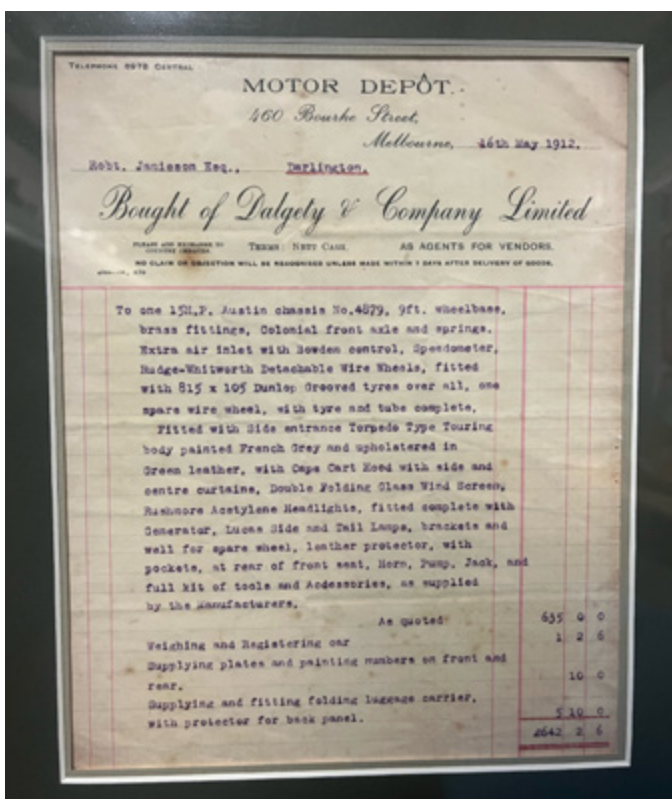 TELEPHONE 8978 CENTRAL
MOTOR DEPÔT.
460 Bourke Street,
Melbourne, 16th May 1912.
Robt. Jamieson Esq., Darlington.
Bought of Dalgety & Company Limited
PLEASE ADD EXCHANGE TO COUNTRY CHEQUES. TERMS: NETT CASH. AS AGENTS FOR VENDORS.
NO CLAIM OR OBJECTION WILL BE RECOGNISED UNLESS MADE WITHIN 7 DAYS AFTER DELIVERY OF GOODS.
To one 15H.P. Austin chassis No.4879, 9ft. wheelbase,
brass fittings, Colonial front axle and springs.
Extra air inlet with Bowden control, Speedometer,
Rudge-Whitworth Detachable Wire Wheels, fitted
with 815 x 105 Dunlop Grooved tyres over all, one
spare wire wheel, with tyre and tube complete,
Fitted with Side entrance Torpedo Type Touring
body painted French Grey and upholstered in
Green leather, with Cape Cart Hood with side and
centre curtains, Double Folding Glass Wind Screen,
Rushmore Acetylene Headlights, fitted complete with
Generator, Lucas Side and Tail Lamps, brackets and
well for spare wheel, leather protector, with
pockets, at rear of front seat, Horn, Pump, Jack, and
full kit of tools and Accessories, as supplied
by the Manufacturers.
As quoted 635 0 0
Weighing and Registering car 1 2 6
Supplying plates and painting numbers on front and
rear. 10 0
Supplying and fitting folding luggage carrier,
with protector for back panel. 5 10 0
£642 2 6